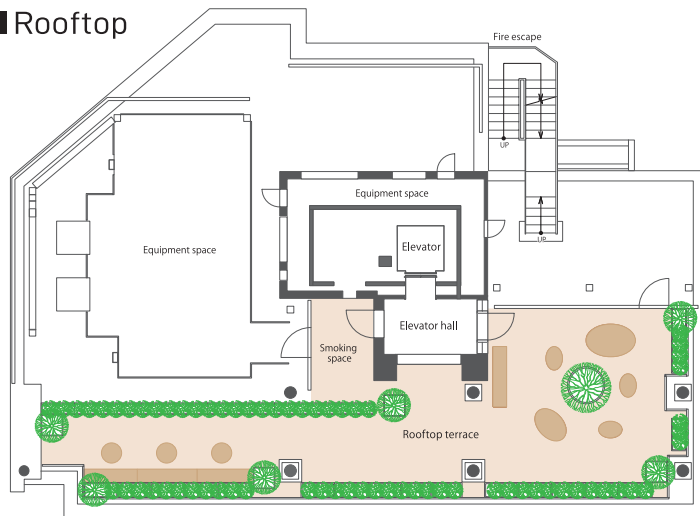 Rooftop
Fire escape
UP
Equipment space
Elevator
UP
Equipment space
Elevator hall
Smoking
space
Rooftop terrace